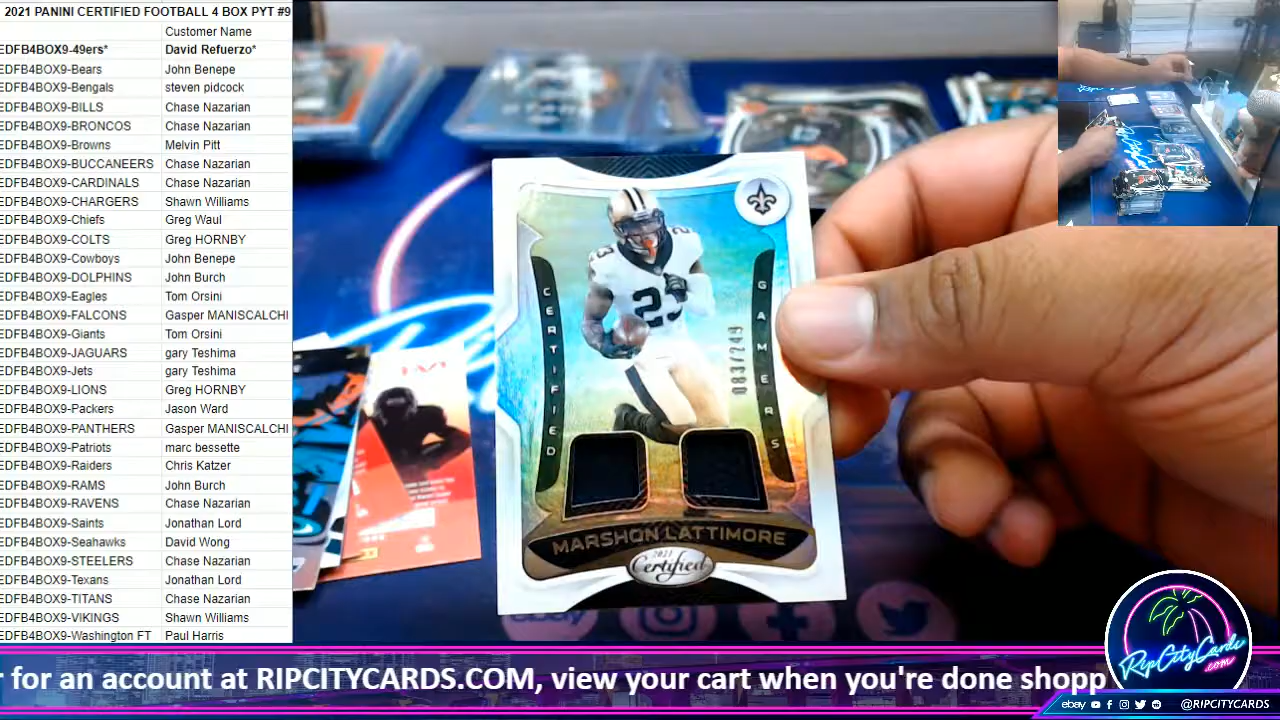 2021 PANINI CERTIFIED FOOTBALL 4 BOX PYT #9
Customer Name
EDFB4BOX9-49ers* David Refuerzo*
EDFB4BOX9-Bears John Benepe
EDFB4BOX9-Bengals steven pidcock
EDFB4BOX9-BILLS Chase Nazarian
EDFB4BOX9-BRONCOS Chase Nazarian
EDFB4BOX9-Browns Melvin Pitt
EDFB4BOX9-BUCCANEERS Chase Nazarian
EDFB4BOX9-CARDINALS Chase Nazarian
EDFB4BOX9-CHARGERS Shawn Williams
EDFB4BOX9-Chiefs Greg Waul
EDFB4BOX9-COLTS Greg HORNBY
EDFB4BOX9-Cowboys John Benepe
EDFB4BOX9-DOLPHINS John Burch
EDFB4BOX9-Eagles Tom Orsini
EDFB4BOX9-FALCONS Gasper MANISCALCHI
EDFB4BOX9-Giants Tom Orsini
EDFB4BOX9-JAGUARS gary Teshima
EDFB4BOX9-Jets gary Teshima
EDFB4BOX9-LIONS Greg HORNBY
EDFB4BOX9-Packers Jason Ward
EDFB4BOX9-PANTHERS Gasper MANISCALCHI
EDFB4BOX9-Patriots marc bessette
EDFB4BOX9-Raiders Chris Katzer
EDFB4BOX9-RAMS John Burch
EDFB4BOX9-RAVENS Chase Nazarian
EDFB4BOX9-Saints Jonathan Lord
EDFB4BOX9-Seahawks David Wong
EDFB4BOX9-STEELERS Chase Nazarian
EDFB4BOX9-Texans Jonathan Lord
EDFB4BOX9-TITANS Chase Nazarian
EDFB4BOX9-VIKINGS Shawn Williams
EDFB4BOX9-Washington FT Paul Harris
CERTIFIED
GAMERS
083/249
23
23
MARSHON LATTIMORE
2021
Certified
LVI
ebay
r for an account at RIPCITYCARDS.COM, view your cart when you're done shopp
RipCityCards
.com
ebay @RIPCITYCARDS